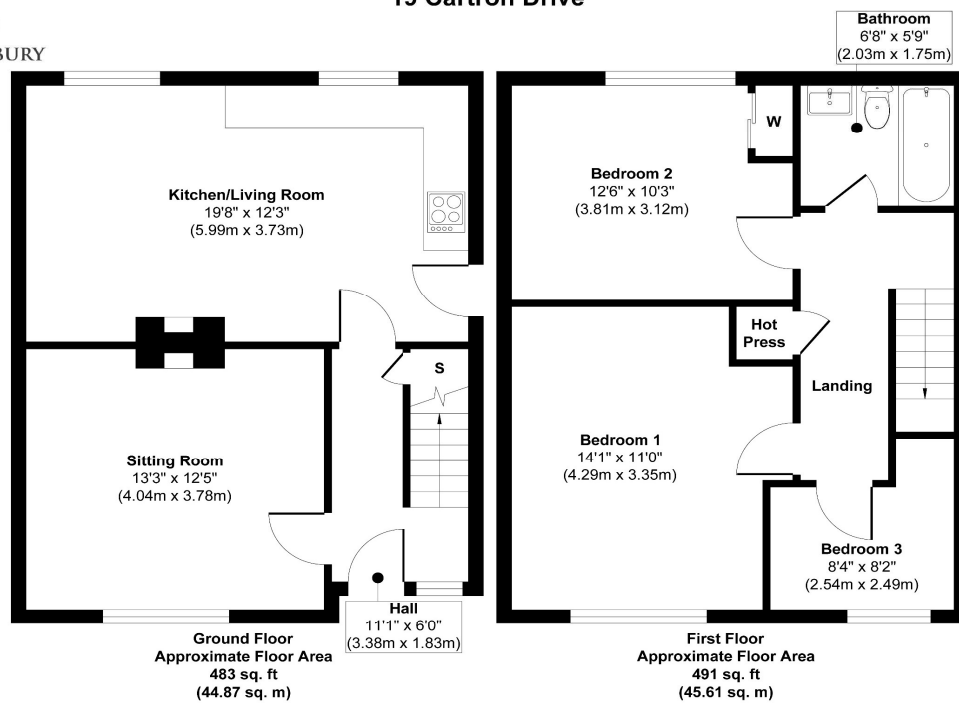 BURY
Bathroom
6'8" x 5'9"
(2.03m x 1.75m)
Kitchen/Living Room
19'8" x 12'3"
(5.99m x 3.73m)
Bedroom 2
12'6" x 10'3"
(3.81m x 3.12m)
W
Hot
Press
S
Landing
Sitting Room
13'3" x 12'5"
(4.04m x 3.78m)
Bedroom 1
14'1" x 11'0"
(4.29m x 3.35m)
Bedroom 3
8'4" x 8'2"
(2.54m x 2.49m)
Hall
11'1" x 6'0"
(3.38m x 1.83m)
Ground Floor
Approximate Floor Area
483 sq. ft
(44.87 sq. m)
First Floor
Approximate Floor Area
491 sq. ft
(45.61 sq. m)